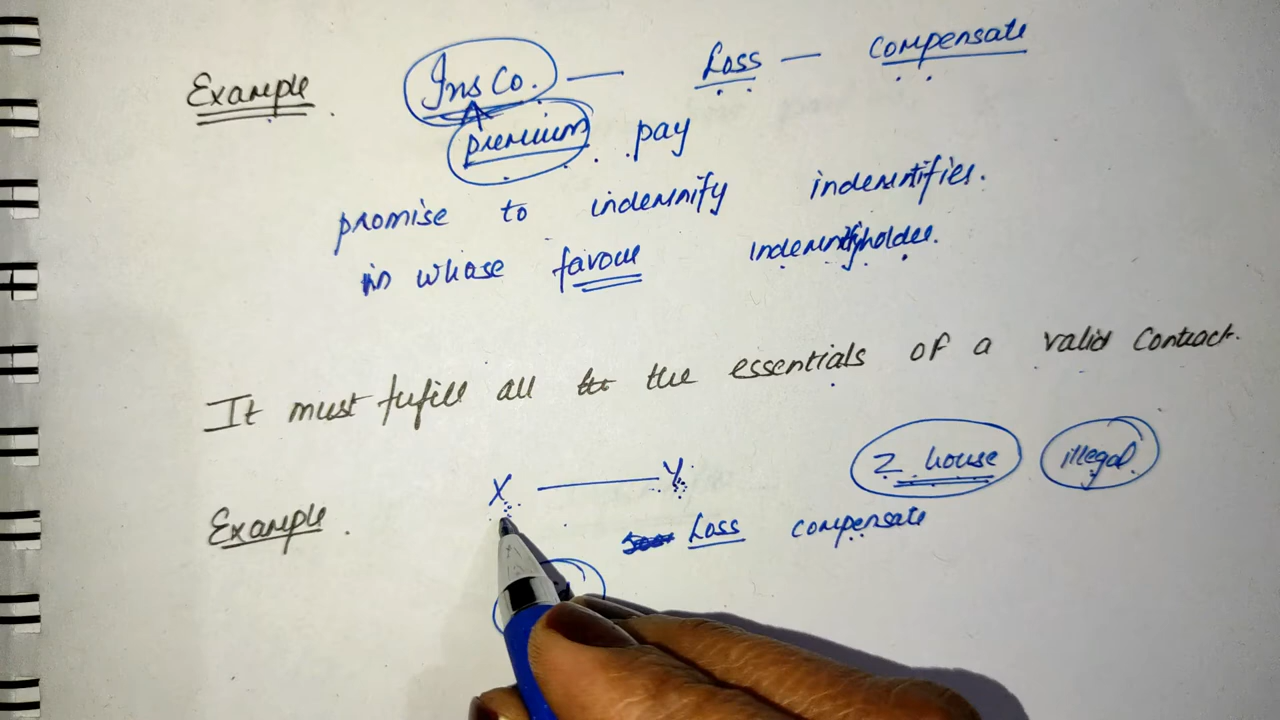 Example. Ins Co. — Loss — compensate
premium pay
promise to indemnify indemnifies.
in whose favour indemnityholder.
It must fufill all the essentials of a valid Contract.
X — Y Z house illegal
Example. Loss compensate